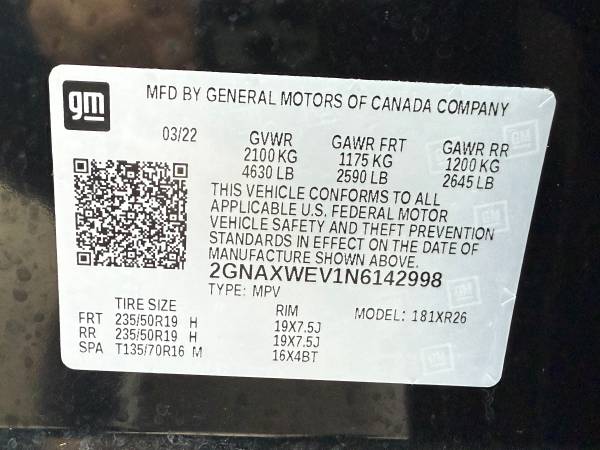 gm
MFD BY GENERAL MOTORS OF CANADA COMPANY
03/22 GVWR GAWR FRT GAWR RR
2100 KG 1175 KG 1200 KG
4630 LB 2590 LB 2645 LB
THIS VEHICLE CONFORMS TO ALL
APPLICABLE U.S. FEDERAL MOTOR
VEHICLE SAFETY AND THEFT PREVENTION
STANDARDS IN EFFECT ON THE DATE OF
MANUFACTURE SHOWN ABOVE.
2GNAXWEV1N6142998
TYPE: MPV
TIRE SIZE RIM MODEL: 181XR26
FRT 235/50R19 H 19X7.5J
RR 235/50R19 H 19X7.5J
SPA T135/70R16 M 16X4BT